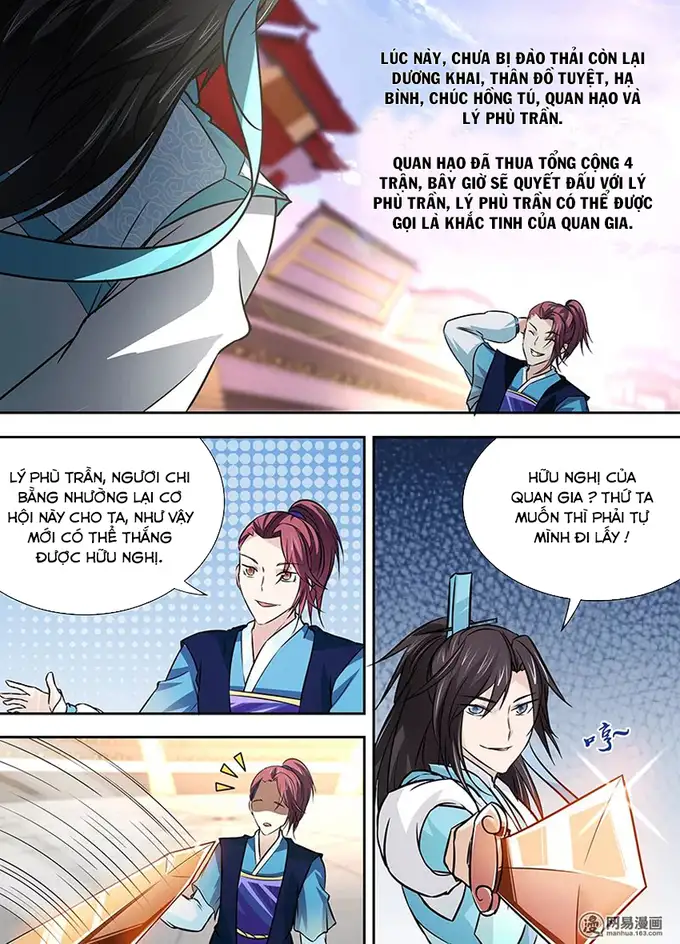 LÚC NÀY, CHƯA BỊ ĐÀO THẢI CÒN LẠI
DƯƠNG KHAI, THÂN ĐỒ TUYỆT, HẠ
BÌNH, CHÚC HỒNG TÚ, QUAN HẠO VÀ
LÝ PHÙ TRẦN.
QUAN HẠO ĐÃ THUA TỔNG CỘNG 4
TRẬN, BÂY GIỜ SẼ QUYẾT ĐẤU VỚI LÝ
PHÙ TRẦN, LÝ PHÙ TRẦN CÓ THỂ ĐƯỢC
GỌI LÀ KHẮC TINH CỦA QUAN GIA.
LÝ PHÙ TRẦN, NGƯƠI CHI
BẰNG NHƯỜNG LẠI CƠ
HỘI NÀY CHO TA, NHƯ VẬY
MỚI CÓ THỂ THẮNG
ĐƯỢC HỮU NGHỊ.
HỮU NGHỊ CỦA
QUAN GIA ? THỨ TA
MUỐN THÌ PHẢI TỰ
MÌNH ĐI LẤY !
哼~
网易漫画
manhua.163.com